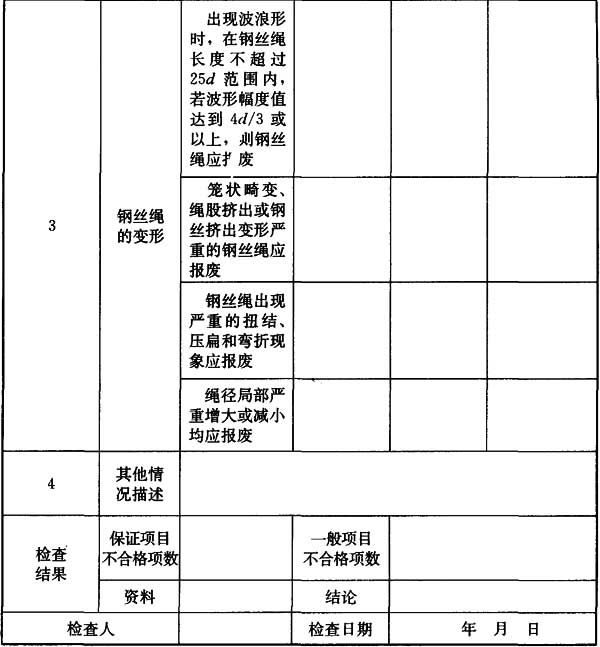 出现波浪形
时，在钢丝绳
长度不超过
25d 范围内，
若波形幅度值
达到 4d/3 或
以上，则钢丝
绳应报废
3
钢丝绳
的变形
笼状畸变、
绳股挤出或钢
丝挤出变形严
重的钢丝绳应
报废
钢丝绳出现
严重的扭结、
压扁和弯折现
象应报废
绳径局部严
重增大或减小
均应报废
4
其他情
况描述
检查
结果
保证项目
不合格项数
一般项目
不合格项数
资料
结论
检查人
检查日期
年 月 日